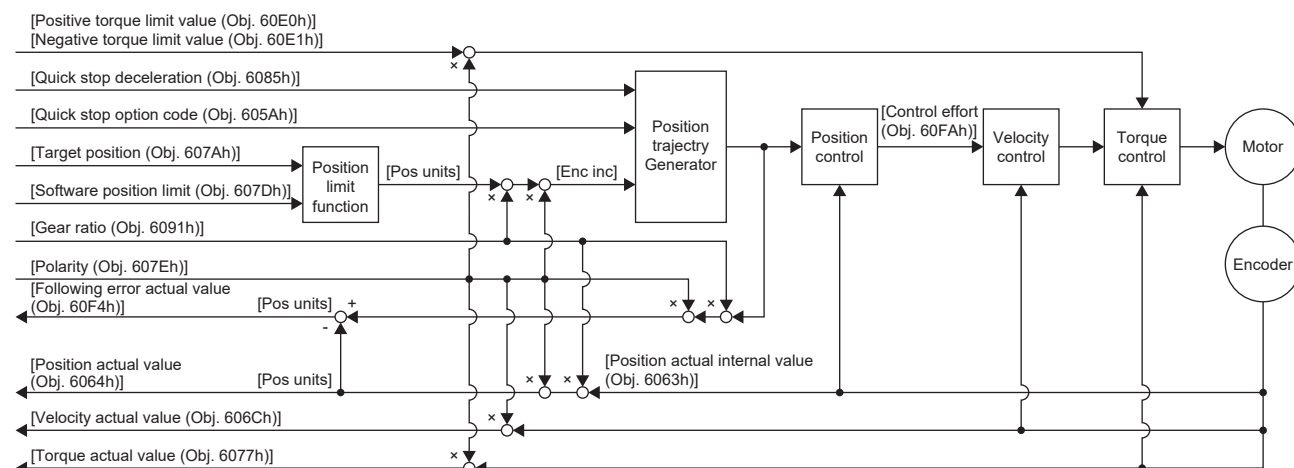 [Positive torque limit value (Obj. 60E0h)]
[Negative torque limit value (Obj. 60E1h)]
×
[Quick stop deceleration (Obj. 6085h)]
[Quick stop option code (Obj. 605Ah)]
[Target position (Obj. 607Ah)]
[Software position limit (Obj. 607Dh)]
Position
limit
function
[Pos units]
×
×
[Enc inc]
Position
trajectry
Generator
Position
control
[Control effort
(Obj. 60FAh)]
Velocity
control
Torque
control
Motor
Encoder
[Gear ratio (Obj. 6091h)]
[Polarity (Obj. 607Eh)]
[Following error actual value
(Obj. 60F4h)]
[Pos units]
+
-
×
×
[Position actual value
(Obj. 6064h)]
[Pos units]
×
×
[Position actual internal value
(Obj. 6063h)]
[Velocity actual value (Obj. 606Ch)]
×
[Torque actual value (Obj. 6077h)]
×